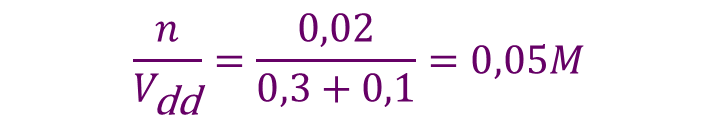 n / V_dd = 0,02 / (0,3 + 0,1) = 0,05M